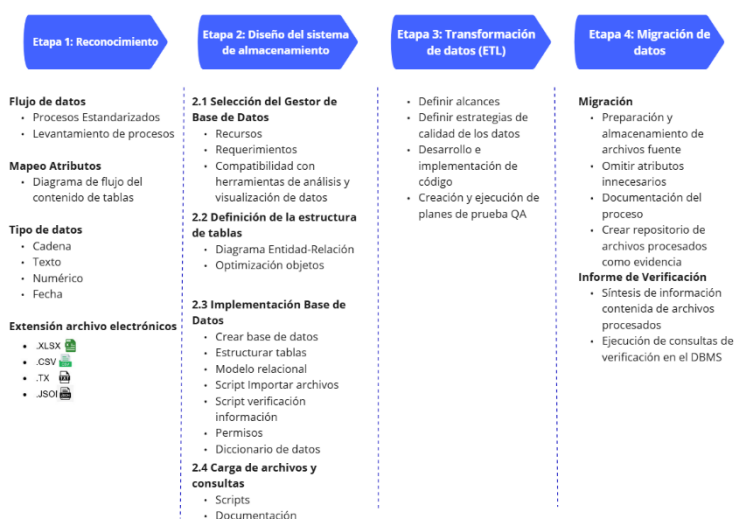 Etapa 1: Reconocimiento
Flujo de datos
• Procesos Estandarizados
• Levantamiento de procesos
Mapeo Atributos
• Diagrama de flujo del
contenido de tablas
Tipo de datos
• Cadena
• Texto
• Numérico
• Fecha
Extensión archivo electrónicos
• .XLSX
• .CSV
• .TX
• .JSOI
Etapa 2: Diseño del sistema
de almacenamiento
2.1 Selección del Gestor de
Base de Datos
• Recursos
• Requerimientos
• Compatibilidad con
herramientas de análisis y
visualización de datos
2.2 Definición de la estructura
de tablas
• Diagrama Entidad-Relación
• Optimización objetos
2.3 Implementación Base de
Datos
• Crear base de datos
• Estructurar tablas
• Modelo relacional
• Script Importar archivos
• Script verificación
información
• Permisos
• Diccionario de datos
2.4 Carga de archivos y
consultas
• Scripts
• Documentación
Etapa 3: Transformación
de datos (ETL)
• Definir alcances
• Definir estrategias de
calidad de los datos
• Desarrollo e
implementación de
código
• Creación y ejecución de
planes de prueba QA
Etapa 4: Migración de
datos
Migración
• Preparación y
almacenamiento de
archivos fuente
• Omitir atributos
innecesarios
• Documentación del
proceso
• Crear repositorio de
archivos procesados
como evidencia
Informe de Verificación
• Síntesis de información
contenida de archivos
procesados
• Ejecución de consultas de
verificación en el DBMS